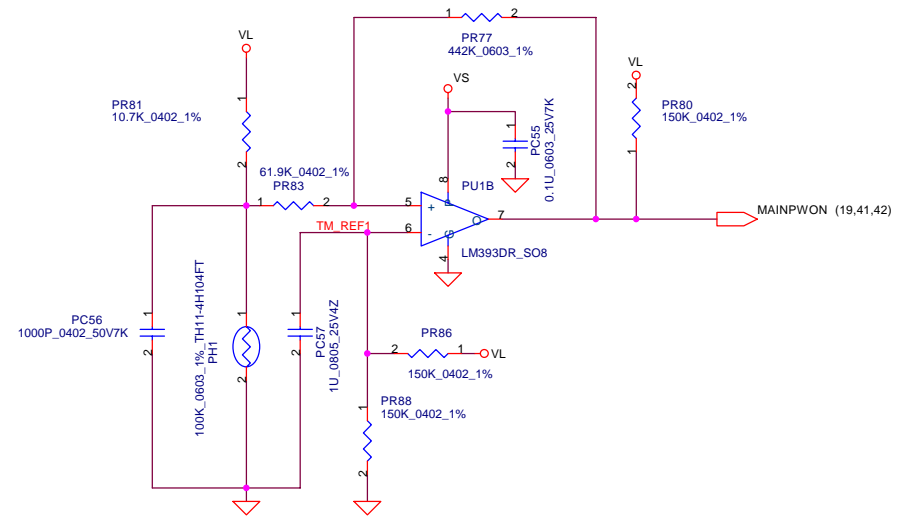 1
2
PR77
442K_0603_1%
VL
VS
VL
1
2
PR81
10.7K_0402_1%
2
PR80
150K_0402_1%
1
1
2
PC55
0.1U_0603_25V7K
61.9K_0402_1%
1
2
PR83
8
PU1B
P
5
+
O
7
MAINPWON (19,41,42)
TM_REF1
6
-
G
4
LM393DR_SO8
1
2
PC56
1000P_0402_50V7K
1
2
PH1
100K_0603_1%_TH11-4H104FT
1
2
PC57
1U_0805_25V4Z
PR86
2
1
VL
150K_0402_1%
1
2
PR88
150K_0402_1%